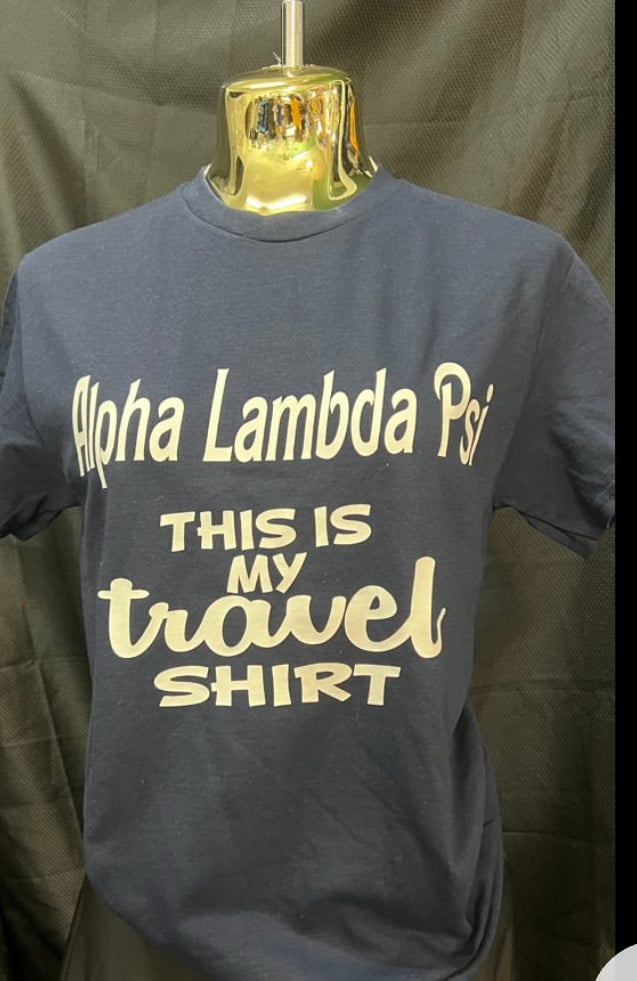 Alpha Lambda Psi
THIS IS
MY
travel
SHIRT